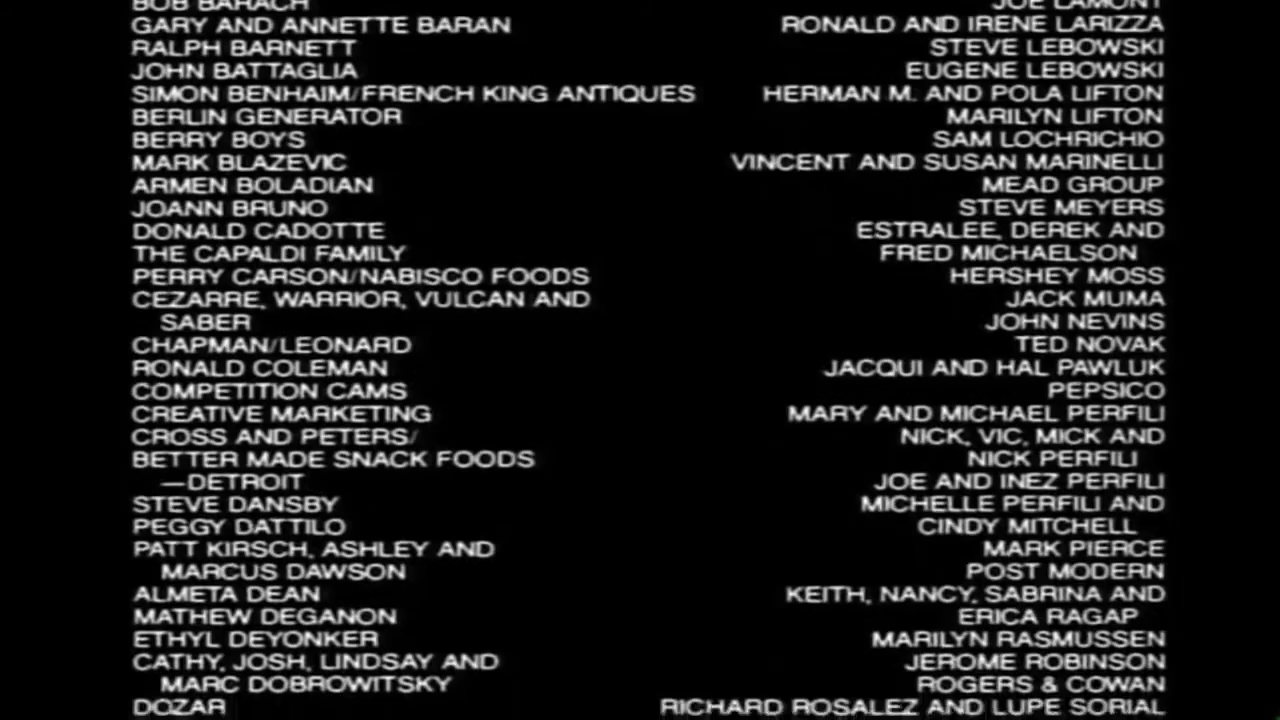 BOB BARACH
GARY AND ANNETTE BARAN
RALPH BARNETT
JOHN BATTAGLIA
SIMON BENHAIM/FRENCH KING ANTIQUES
BERLIN GENERATOR
BERRY BOYS
MARK BLAZEVIC
ARMEN BOLADIAN
JOANN BRUNO
DONALD CADOTTE
THE CAPALDI FAMILY
PERRY CARSON/NABISCO FOODS
CEZARRE, WARRIOR, VULCAN AND
SABER
CHAPMAN/LEONARD
RONALD COLEMAN
COMPETITION CAMS
CREATIVE MARKETING
CROSS AND PETERS/
BETTER MADE SNACK FOODS
—DETROIT
STEVE DANSBY
PEGGY DATTILO
PATT KIRSCH, ASHLEY AND
MARCUS DAWSON
ALMETA DEAN
MATHEW DEGANON
ETHYL DEYONKER
CATHY, JOSH, LINDSAY AND
MARC DOBROWITSKY
DOZAR
JOE LAMONT
RONALD AND IRENE LARIZZA
STEVE LEBOWSKI
EUGENE LEBOWSKI
HERMAN M. AND POLA LIFTON
MARILYN LIFTON
SAM LOCHRICHIO
VINCENT AND SUSAN MARINELLI
MEAD GROUP
STEVE MEYERS
ESTRALEE, DEREK AND
FRED MICHAELSON
HERSHEY MOSS
JACK MUMA
JOHN NEVINS
TED NOVAK
JACQUI AND HAL PAWLUK
PEPSICO
MARY AND MICHAEL PERFILI
NICK, VIC, MICK AND
NICK PERFILI
JOE AND INEZ PERFILI
MICHELLE PERFILI AND
CINDY MITCHELL
MARK PIERCE
POST MODERN
KEITH, NANCY, SABRINA AND
ERICA RAGAP
MARILYN RASMUSSEN
JEROME ROBINSON
ROGERS & COWAN
RICHARD ROSALEZ AND LUPE SORIAL